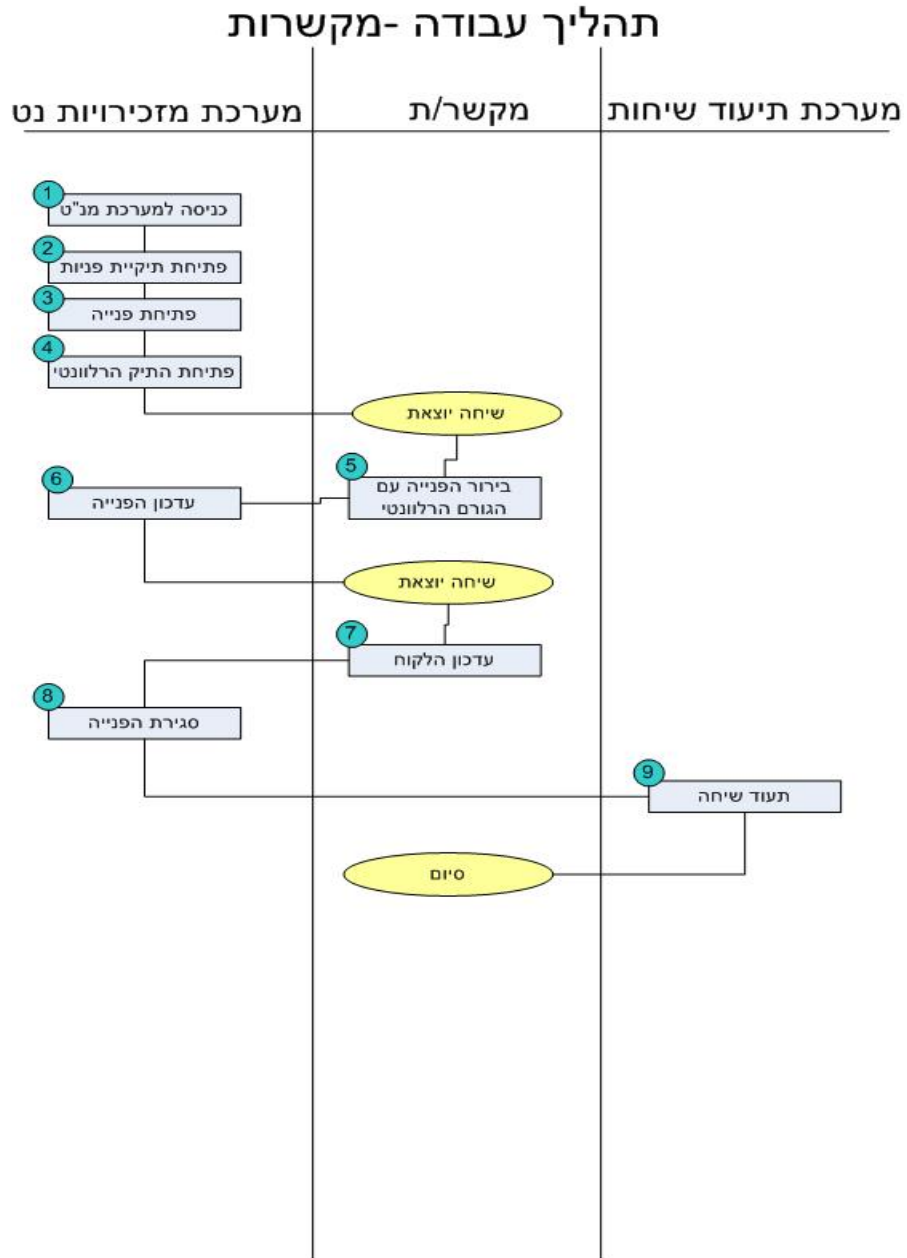 תהליך עבודה -מקשרות
מערכת תיעוד שיחות
מקשר/ת
מערכת מזכירויות נט
1
כניסה למערכת מנ"ט
2
פתיחת תיקיית פניות
3
פתיחת פנייה
4
פתיחת התיק הרלוונטי
שיחה יוצאת
5
בירור הפנייה עם
הגורם הרלוונטי
6
עדכון הפנייה
שיחה יוצאת
7
עדכון הלקוח
8
סגירת הפנייה
9
תעוד שיחה
סיום